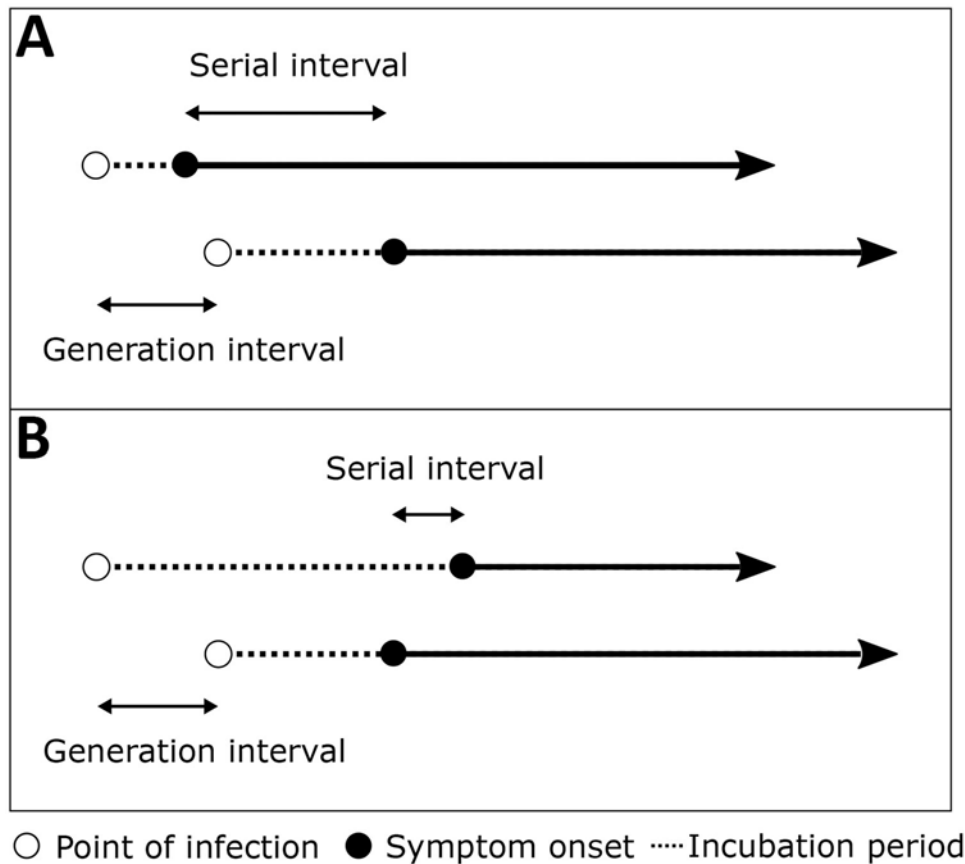 A
Serial interval
Generation interval
B
Serial interval
Generation interval
Point of infection Symptom onset Incubation period